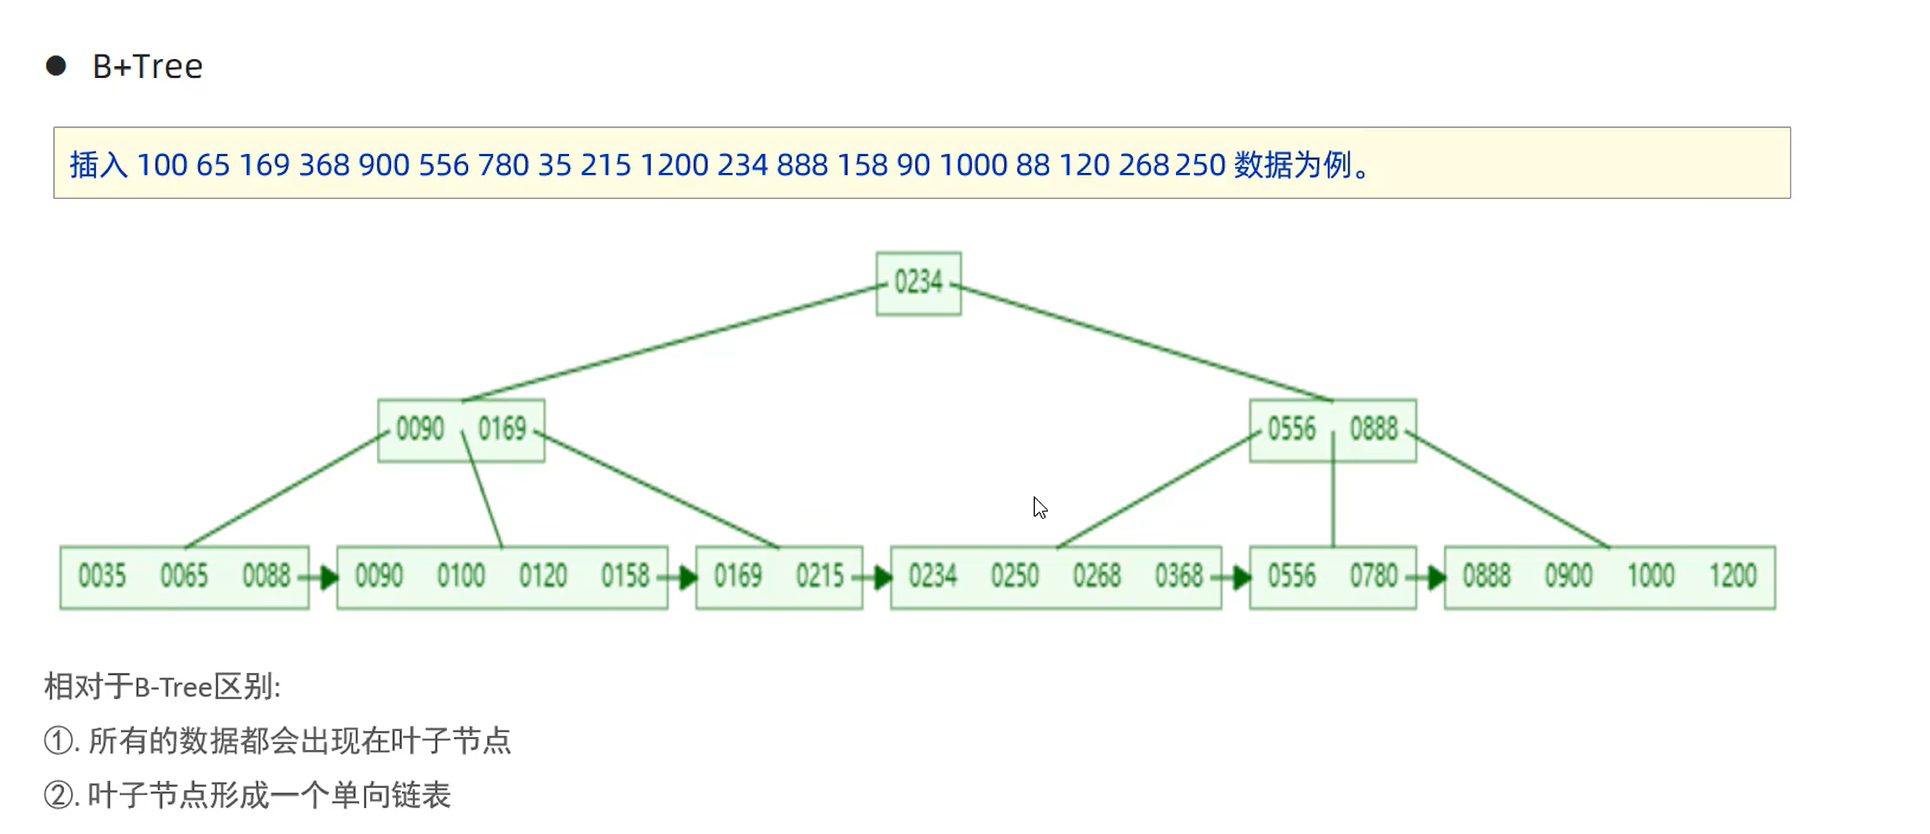 ● B+Tree
插入 100 65 169 368 900 556 780 35 215 1200 234 888 158 90 1000 88 120 268 250 数据为例。
0234
0090 0169 0556 0888
0035 0065 0088 0090 0100 0120 0158 0169 0215 0234 0250 0268 0368 0556 0780 0888 0900 1000 1200
相对于B-Tree区别:
①. 所有的数据都会出现在叶子节点
②. 叶子节点形成一个单向链表